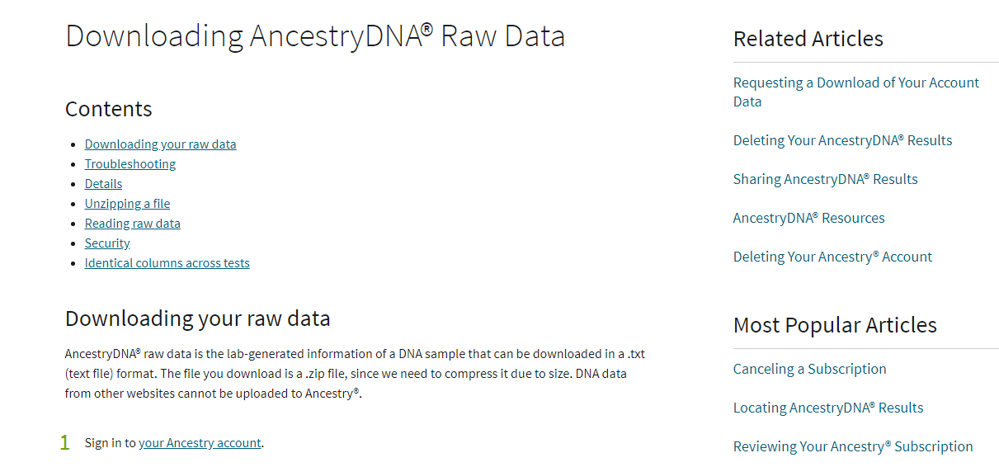 Downloading AncestryDNA® Raw Data
Contents
Downloading your raw data
Troubleshooting
Details
Unzipping a file
Reading raw data
Security
Identical columns across tests
Downloading your raw data
AncestryDNA® raw data is the lab-generated information of a DNA sample that can be downloaded in a .txt
(text file) format. The file you download is a .zip file, since we need to compress it due to size. DNA data
from other websites cannot be uploaded to Ancestry®.
1 Sign in to your Ancestry account.
Related Articles
Requesting a Download of Your Account
Data
Deleting Your AncestryDNA® Results
Sharing AncestryDNA® Results
AncestryDNA® Resources
Deleting Your Ancestry® Account
Most Popular Articles
Canceling a Subscription
Locating AncestryDNA® Results
Reviewing Your Ancestry® Subscription